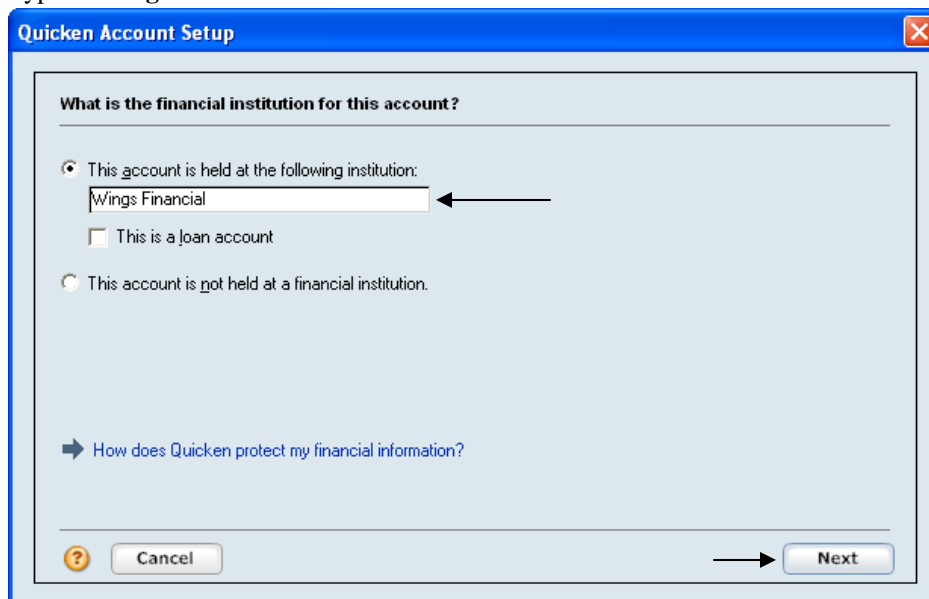 Quicken Account Setup
What is the financial institution for this account?
This account is held at the following institution:
Wings Financial
This is a loan account
This account is not held at a financial institution.
How does Quicken protect my financial information?
?
Cancel
Next